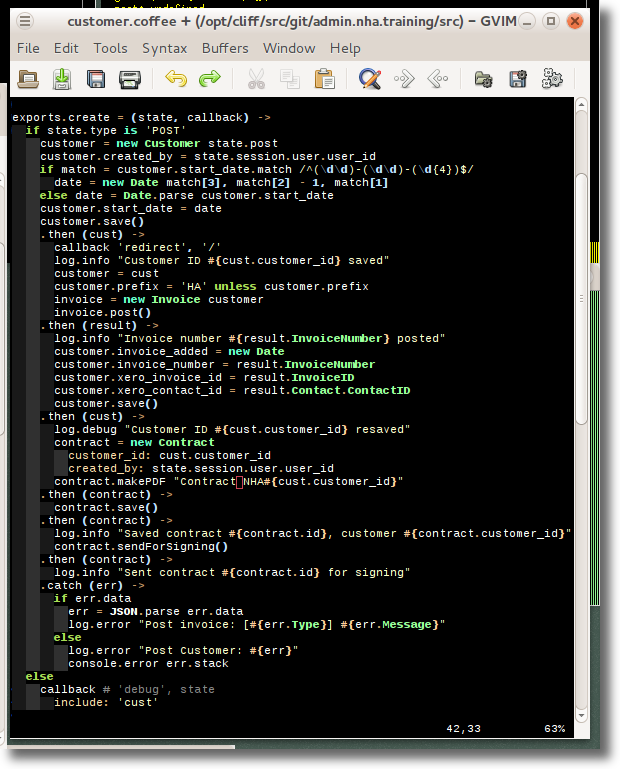 customer.coffee + (/opt/cliff/src/git/admin.nha.training/src) – GVIM
File Edit Tools Syntax Buffers Window Help
exports.create = (state, callback) ->
  if state.type is 'POST'
    customer = new Customer state.post
    customer.created_by = state.session.user.user_id
    if match = customer.start_date.match /^(\d\d)-(\d\d)-(\d{4})$/
      date = new Date match[3], match[2] - 1, match[1]
    else date = Date.parse customer.start_date
    customer.start_date = date
    customer.save()
    .then (cust) ->
      callback 'redirect', '/'
      log.info "Customer ID #{cust.customer_id} saved"
      customer = cust
      customer.prefix = 'HA' unless customer.prefix
      invoice = new Invoice customer
      invoice.post()
    .then (result) ->
      log.info "Invoice number #{result.InvoiceNumber} posted"
      customer.invoice_added = new Date
      customer.invoice_number = result.InvoiceNumber
      customer.xero_invoice_id = result.InvoiceID
      customer.xero_contact_id = result.Contact.ContactID
      customer.save()
    .then (cust) ->
      log.debug "Customer ID #{cust.customer_id} resaved"
      contract = new Contract
        customer_id: cust.customer_id
        created_by: state.session.user.user_id
      contract.makePDF "Contract NHA#{cust.customer_id}"
    .then (contract) ->
      contract.save()
    .then (contract) ->
      log.info "Saved contract #{contract.id}, customer #{contract.customer_id}"
      contract.sendForSigning()
    .then (contract) ->
      log.info "Sent contract #{contract.id} for signing"
    .catch (err) ->
      if err.data
        err = JSON.parse err.data
        log.error "Post invoice: [#{err.Type}] #{err.Message}"
      else
        log.error "Post Customer: #{err}"
        console.error err.stack
  else
    callback # 'debug', state
      include: 'cust'
42,33 63%